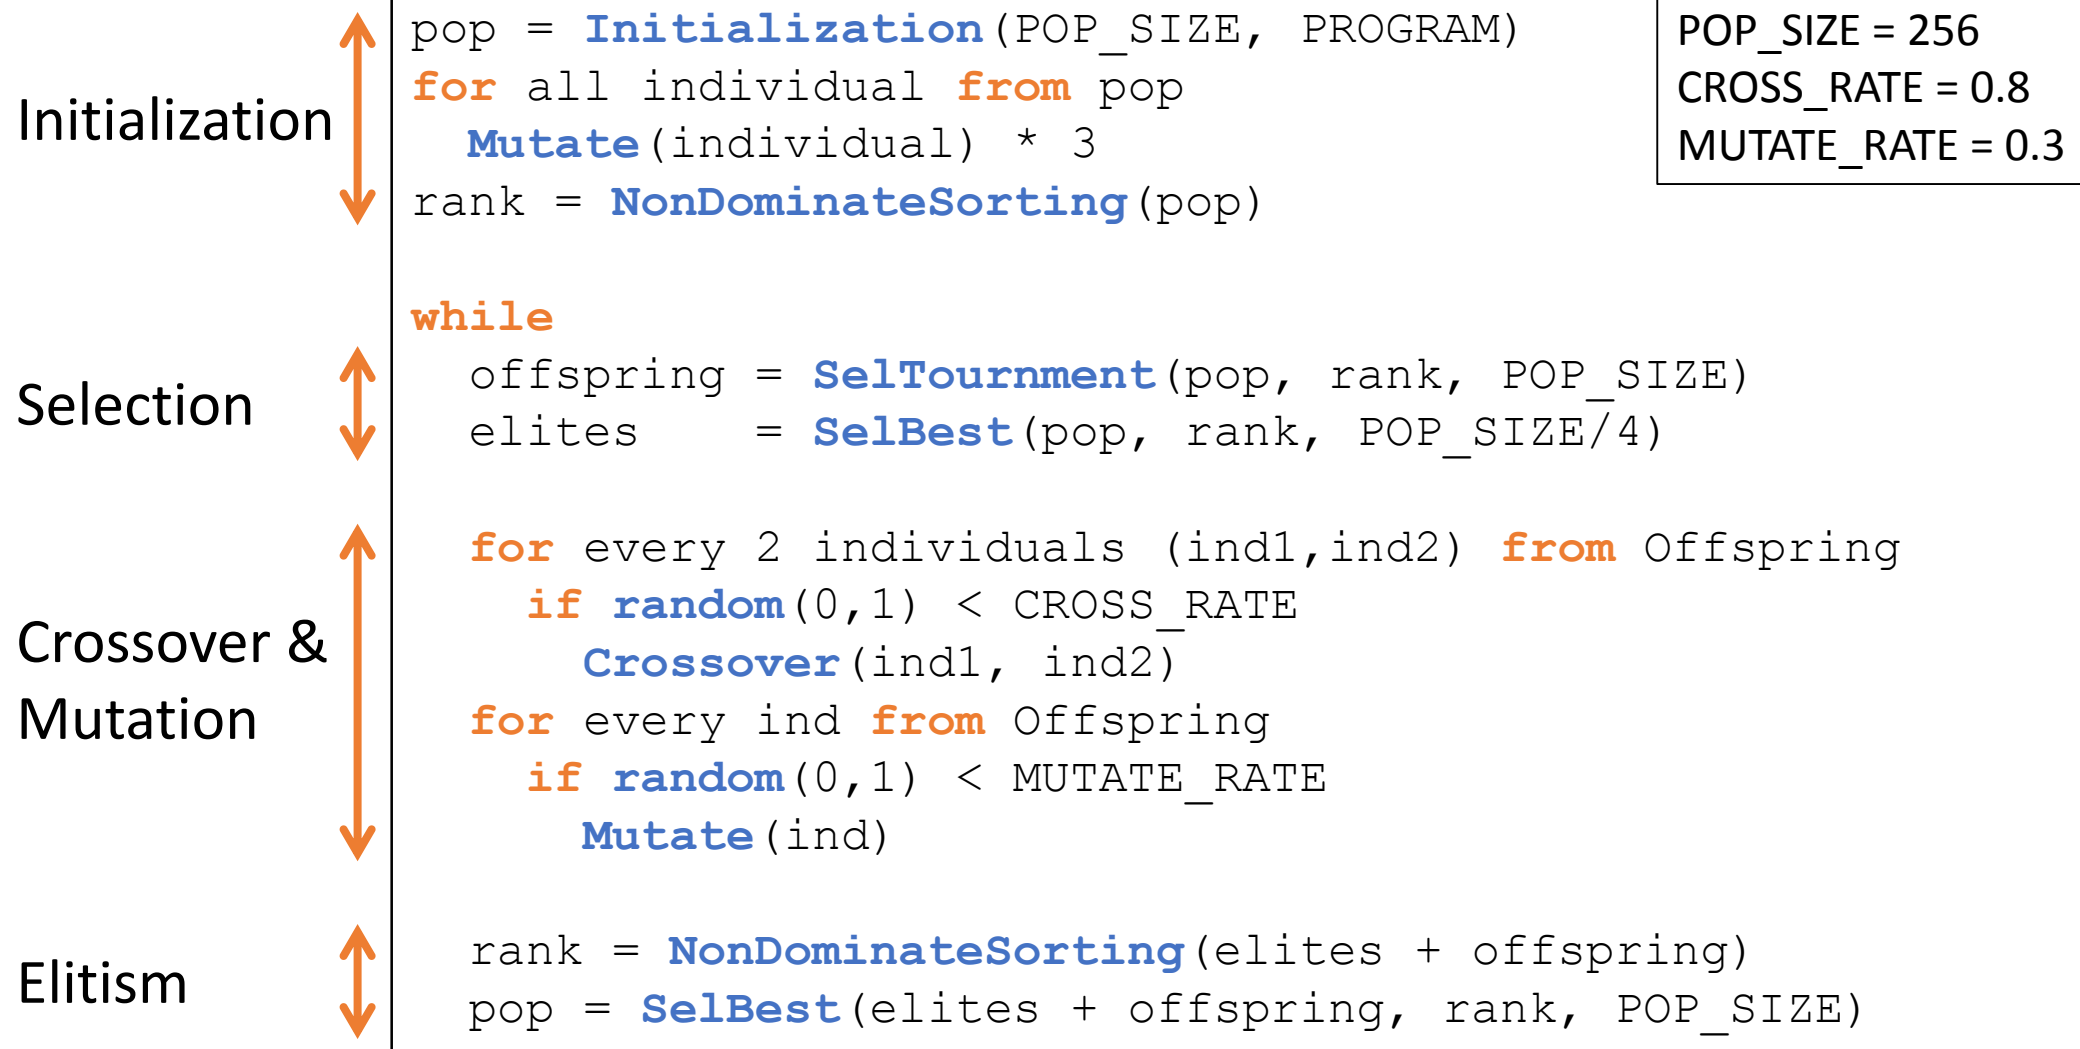 Initialization
pop = Initialization(POP_SIZE, PROGRAM)
for all individual from pop
Mutate(individual) * 3
rank = NonDominateSorting(pop)
POP_SIZE = 256
CROSS_RATE = 0.8
MUTATE_RATE = 0.3
while
Selection
offspring = SelTournment(pop, rank, POP_SIZE)
elites = SelBest(pop, rank, POP_SIZE/4)
Crossover &
Mutation
for every 2 individuals (ind1,ind2) from Offspring
if random(0,1) < CROSS_RATE
Crossover(ind1, ind2)
for every ind from Offspring
if random(0,1) < MUTATE_RATE
Mutate(ind)
Elitism
rank = NonDominateSorting(elites + offspring)
pop = SelBest(elites + offspring, rank, POP_SIZE)